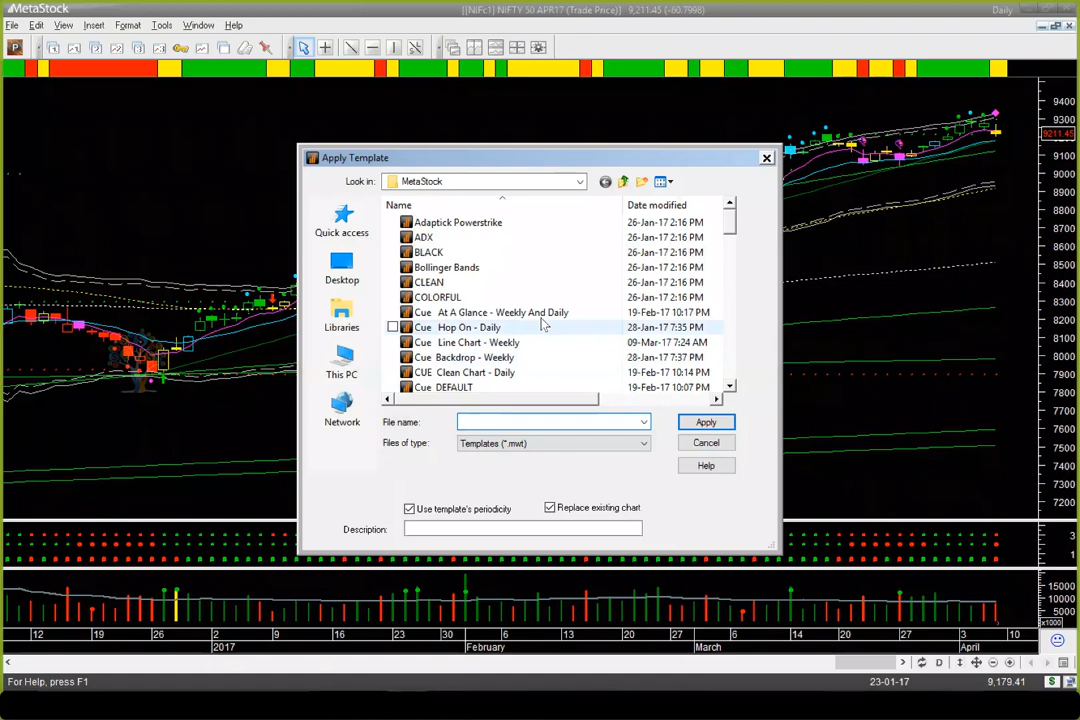 MetaStock
[[NIFc1] NIFTY 50 APR17 (Trade Price)] 9,211.45 (-60.7998)
Daily
File Edit View Insert Format Tools Window Help
P
9400
9300
9211.45
9100
9000
8900
8800
8700
8600
8500
8400
8300
8200
8100
8000
7900
7800
7700
7600
7500
7400
7300
7200
Apply Template
Look in: MetaStock
Name Date modified
Adaptick Powerstrike 26-Jan-17 2:16 PM
ADX 26-Jan-17 2:16 PM
BLACK 26-Jan-17 2:16 PM
Bollinger Bands 26-Jan-17 2:16 PM
CLEAN 26-Jan-17 2:16 PM
COLORFUL 26-Jan-17 2:16 PM
Cue At A Glance - Weekly And Daily 19-Feb-17 10:17 PM
Cue Hop On - Daily 28-Jan-17 7:35 PM
Cue Line Chart - Weekly 09-Mar-17 7:24 AM
Cue Backdrop - Weekly 28-Jan-17 7:37 PM
CUE Clean Chart - Daily 19-Feb-17 10:14 PM
Cue DEFAULT 19-Feb-17 10:07 PM
Quick access
Desktop
Libraries
This PC
Network
File name: Apply
Files of type: Templates (*.mwt) Cancel
Help
Use template's periodicity Replace existing chart
Description:
3
2
1
15000
10000
5000
x1000
12 19 26 9 16 23 30 6 13 20 27 6 14 20 27 3 10
2017 February March April
D
For Help, press F1
23-01-17 9,179.41 $